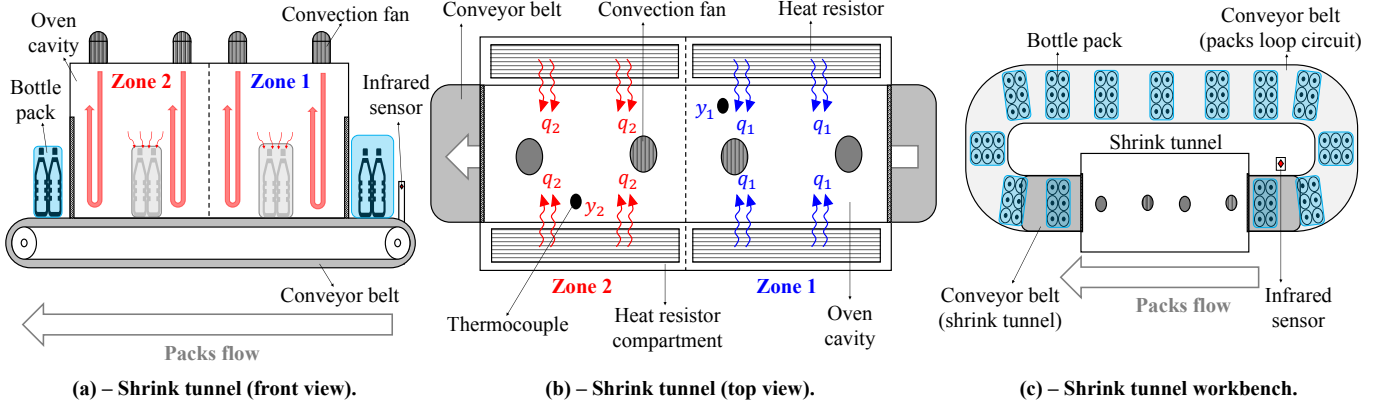 Oven
cavity
Convection fan
Zone 2
Zone 1
Bottle
pack
Infrared
sensor
Conveyor belt
Packs flow
(a) – Shrink tunnel (front view).
Conveyor belt
Convection fan
Heat resistor
y₁
q₂
q₂
q₁
q₁
q₂
q₂
q₁
q₁
y₂
Zone 2
Zone 1
Thermocouple
Heat resistor
compartment
Oven
cavity
(b) – Shrink tunnel (top view).
Bottle pack
Conveyor belt
(packs loop circuit)
Shrink tunnel
Conveyor belt
(shrink tunnel)
Packs flow
Infrared
sensor
(c) – Shrink tunnel workbench.